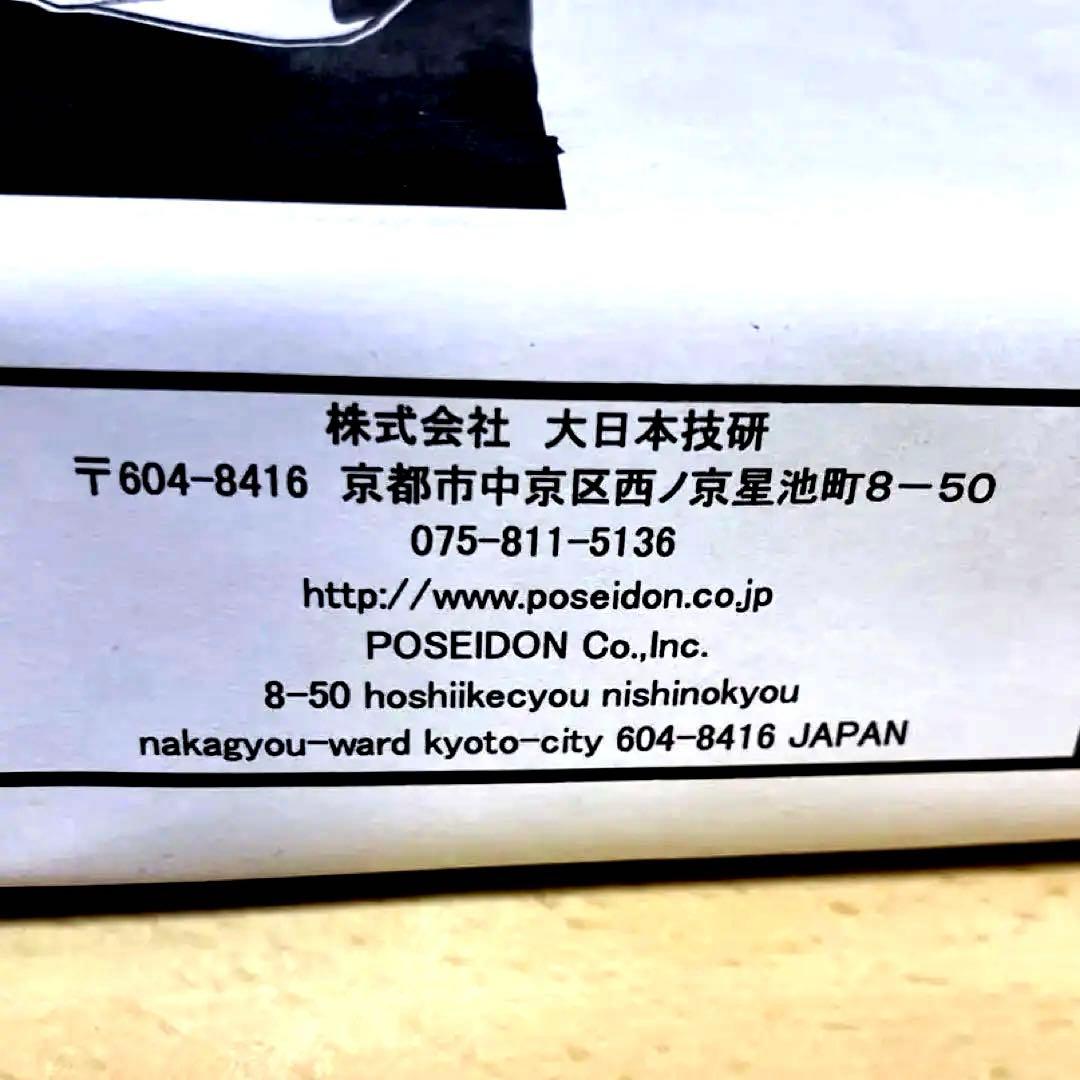 株式会社 大日本技研
〒604-8416 京都市中京区西ノ京星池町8-50
075-811-5136
http://www.poseidon.co.jp
POSEIDON Co.,Inc.
8-50 hoshiikecyou nishinokyou
nakagyou-ward kyoto-city 604-8416 JAPAN